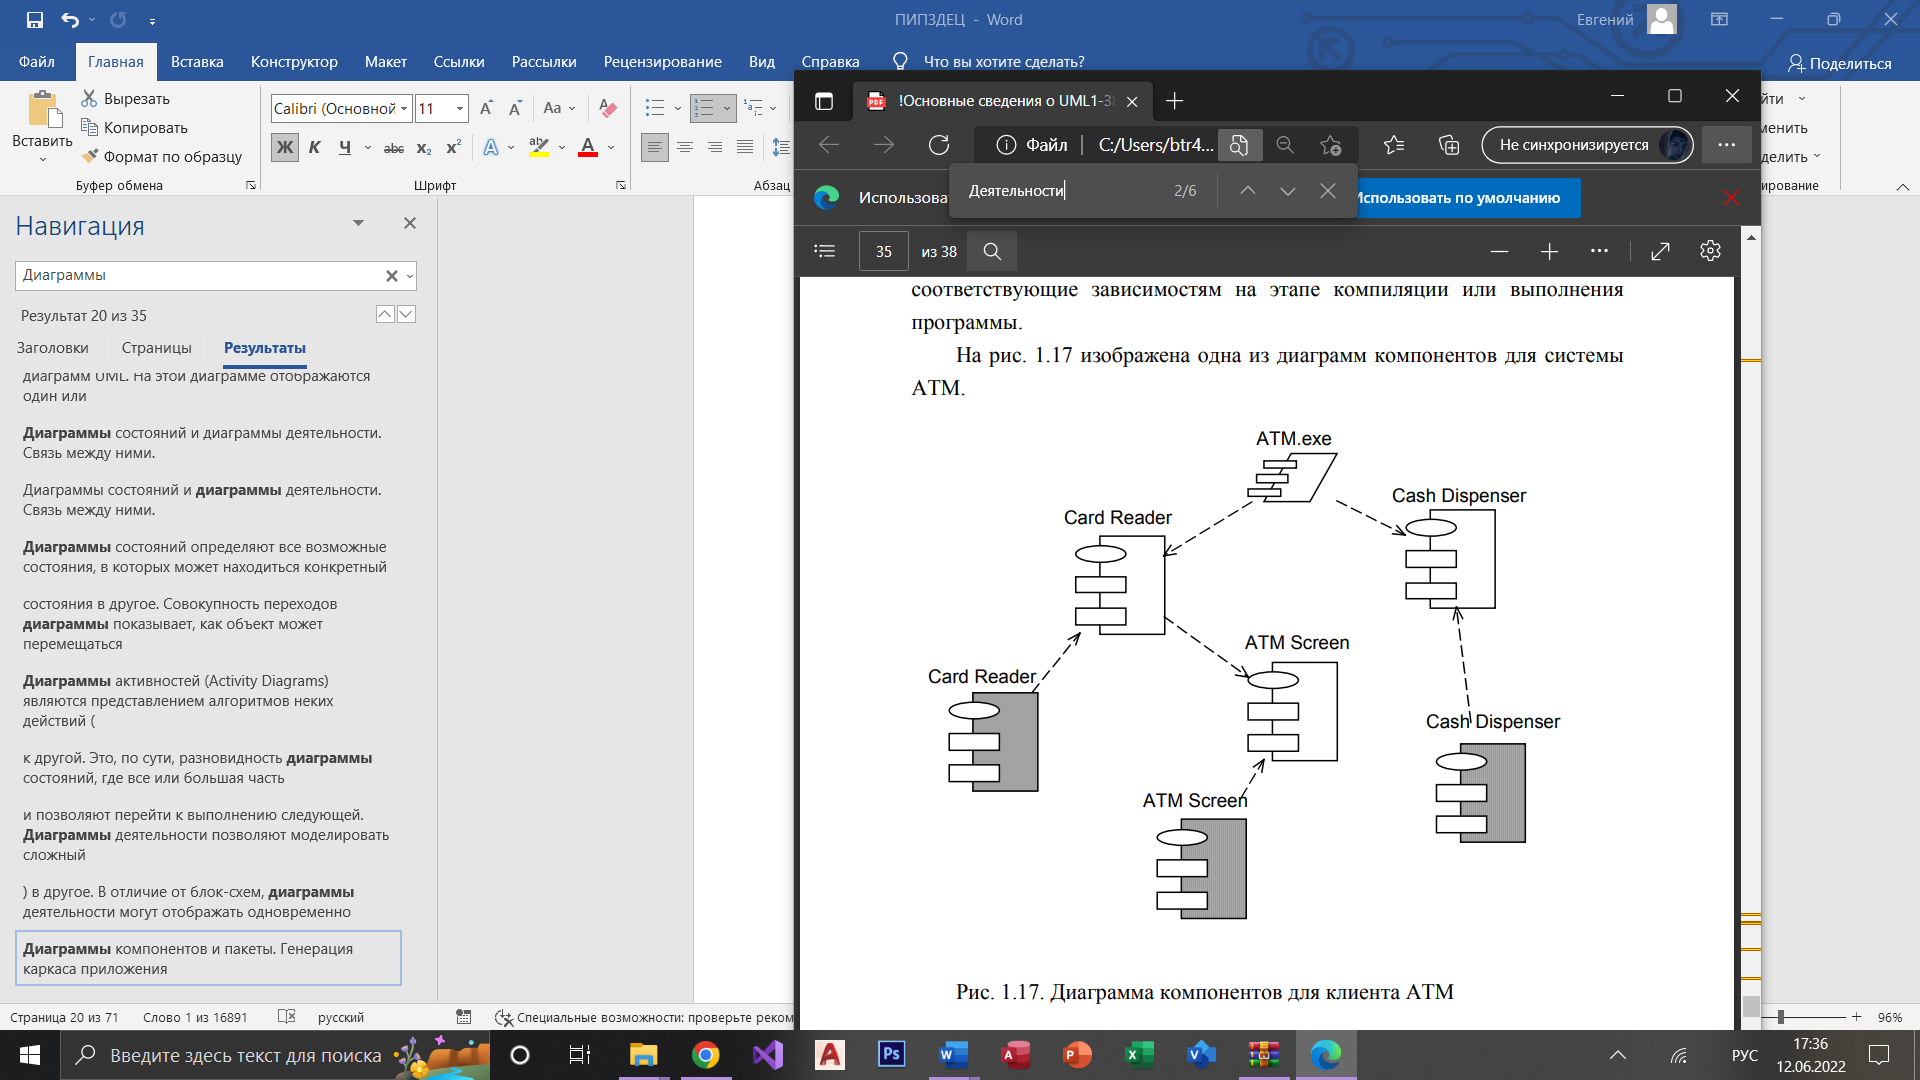 ПИПЗДЕЦ - Word
Евгений
Файл
Главная
Вставка
Конструктор
Макет
Ссылки
Рассылки
Рецензирование
Вид
Справка
Что вы хотите сделать?
Поделиться
Вставить
Вырезать
Копировать
Формат по образцу
Буфер обмена
Calibri (Основной
11
Aa
Ж К Ч abc x₂ x² A ab A
Шрифт
Абзац
Навигация
Диаграммы
Результат 20 из 35
Заголовки
Страницы
Результаты
диаграмм UML. На этой диаграмме отображаются
один или
Диаграммы состояний и диаграммы деятельности.
Связь между ними.
Диаграммы состояний и диаграммы деятельности.
Связь между ними.
Диаграммы состояний определяют все возможные
состояния, в которых может находиться конкретный
состояния в другое. Совокупность переходов
диаграммы показывает, как объект может
перемещаться
Диаграммы активностей (Activity Diagrams)
являются представлением алгоритмов неких
действий (
к другой. Это, по сути, разновидность диаграммы
состояний, где все или большая часть
и позволяют перейти к выполнению следующей.
Диаграммы деятельности позволяют моделировать
сложный
) в другое. В отличие от блок-схем, диаграммы
деятельности могут отображать одновременно
Диаграммы компонентов и пакеты. Генерация
каркаса приложения
!Основные сведения о UML1-38
Файл
C:/Users/btr4...
Не синхронизируется
Деятельности
2/6
Использовать по умолчанию
35
из 38
соответствующие зависимостям на этапе компиляции или выполнения
программы.
На рис. 1.17 изображена одна из диаграмм компонентов для системы
АТМ.
ATM.exe
Cash Dispenser
Card Reader
ATM Screen
Card Reader
Cash Dispenser
ATM Screen
Рис. 1.17. Диаграмма компонентов для клиента АТМ
Страница 20 из 71
Слово 1 из 16891
русский
Специальные возможности: проверьте реком
96%
Введите здесь текст для поиска
РУС
17:36
12.06.2022